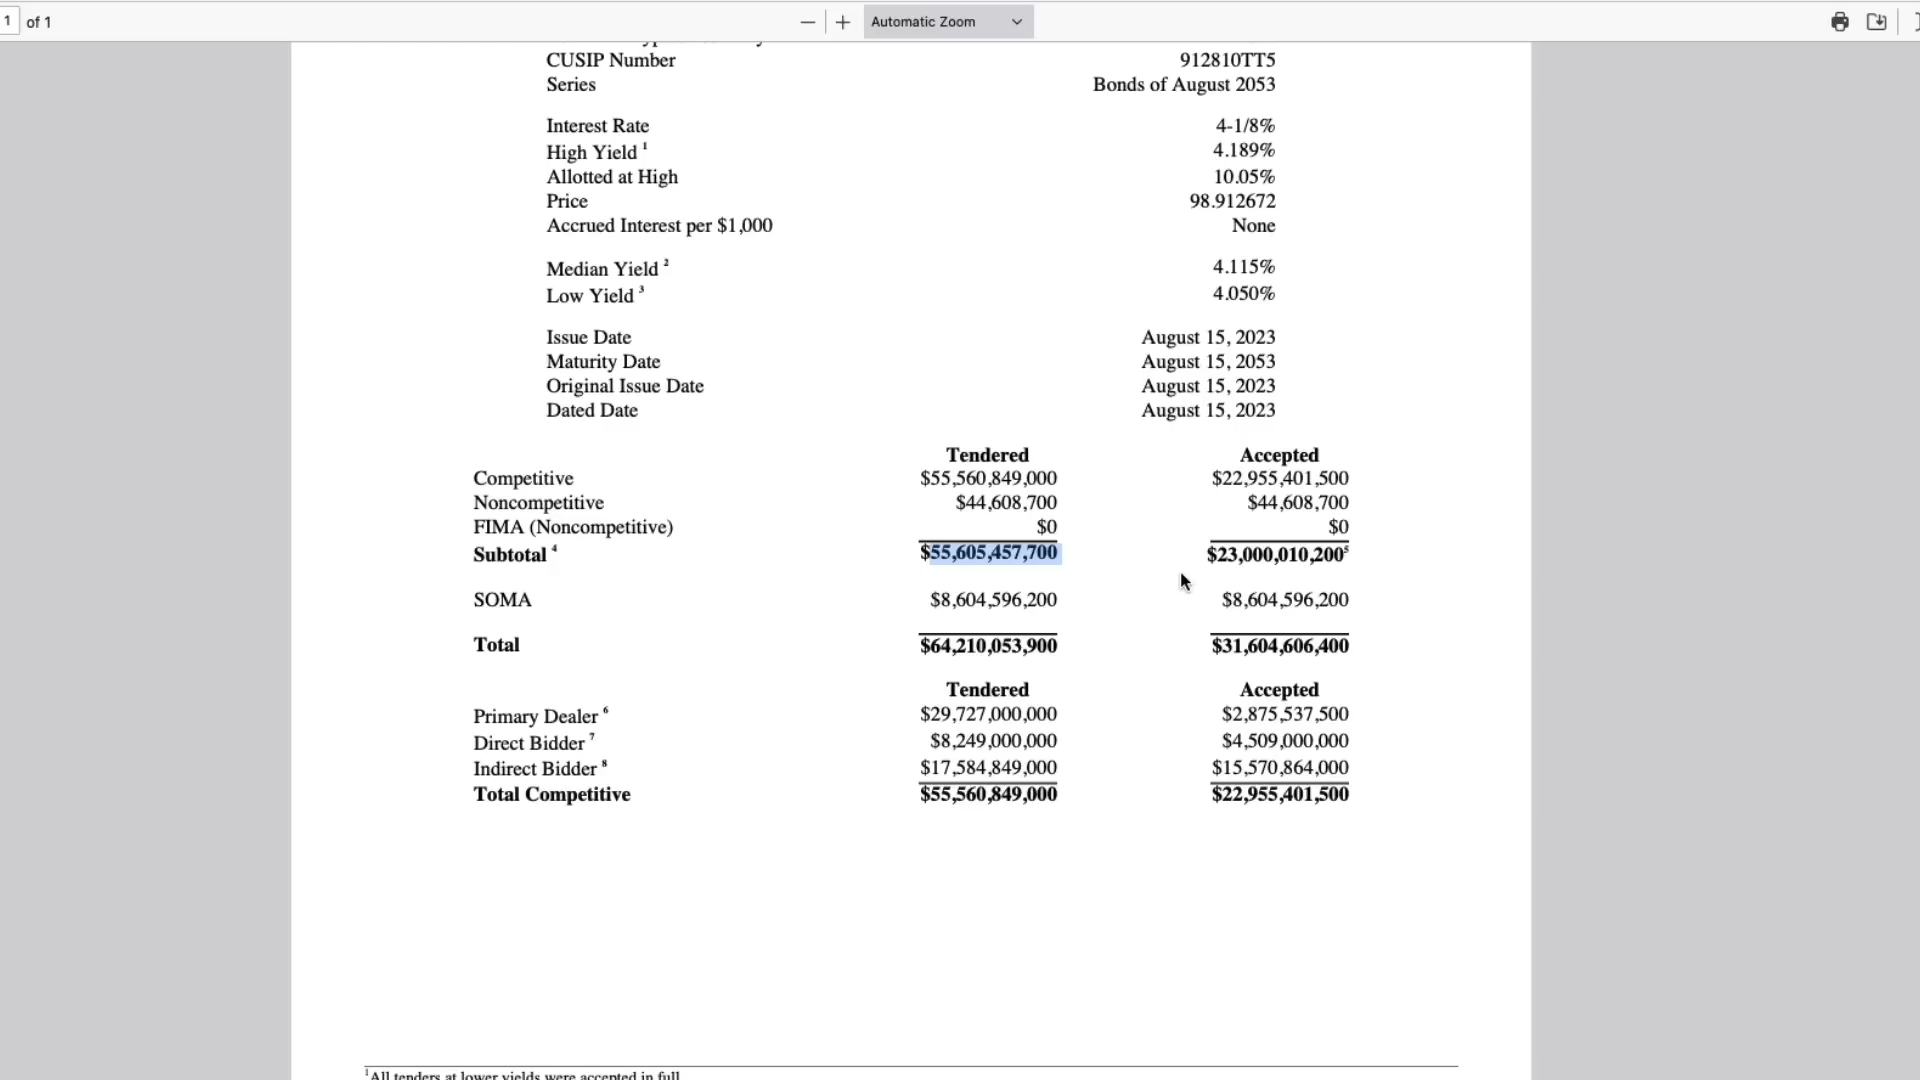 1 of 1 Automatic Zoom
CUSIP Number 912810TT5
Series Bonds of August 2053
Interest Rate 4-1/8%
High Yield ¹ 4.189%
Allotted at High 10.05%
Price 98.912672
Accrued Interest per $1,000 None
Median Yield ² 4.115%
Low Yield ³ 4.050%
Issue Date August 15, 2023
Maturity Date August 15, 2053
Original Issue Date August 15, 2023
Dated Date August 15, 2023
Tendered Accepted
Competitive $55,560,849,000 $22,955,401,500
Noncompetitive $44,608,700 $44,608,700
FIMA (Noncompetitive) $0 $0
Subtotal ⁴ $55,605,457,700 $23,000,010,200⁵
SOMA $8,604,596,200 $8,604,596,200
Total $64,210,053,900 $31,604,606,400
Tendered Accepted
Primary Dealer ⁶ $29,727,000,000 $2,875,537,500
Direct Bidder ⁷ $8,249,000,000 $4,509,000,000
Indirect Bidder ⁸ $17,584,849,000 $15,570,864,000
Total Competitive $55,560,849,000 $22,955,401,500
¹All tenders at lower yields were accepted in full.